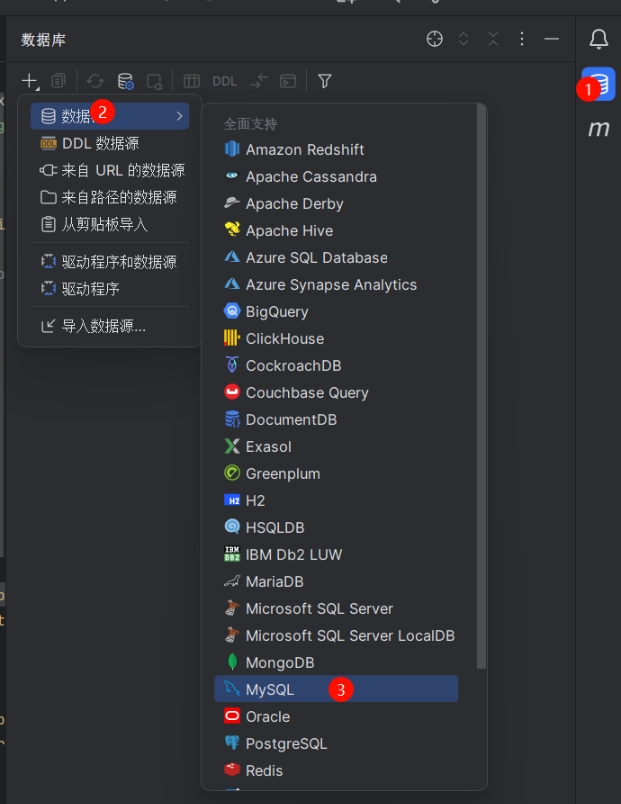 数据库
DDL
1
m
数据 2
DDL 数据源
来自 URL 的数据源
来自路径的数据源
从剪贴板导入
驱动程序和数据源
驱动程序
导入数据源...
全面支持
Amazon Redshift
Apache Cassandra
Apache Derby
Apache Hive
Azure SQL Database
Azure Synapse Analytics
BigQuery
ClickHouse
CockroachDB
Couchbase Query
DocumentDB
Exasol
Greenplum
H2
HSQLDB
IBM Db2 LUW
MariaDB
Microsoft SQL Server
Microsoft SQL Server LocalDB
MongoDB
MySQL 3
Oracle
PostgreSQL
Redis